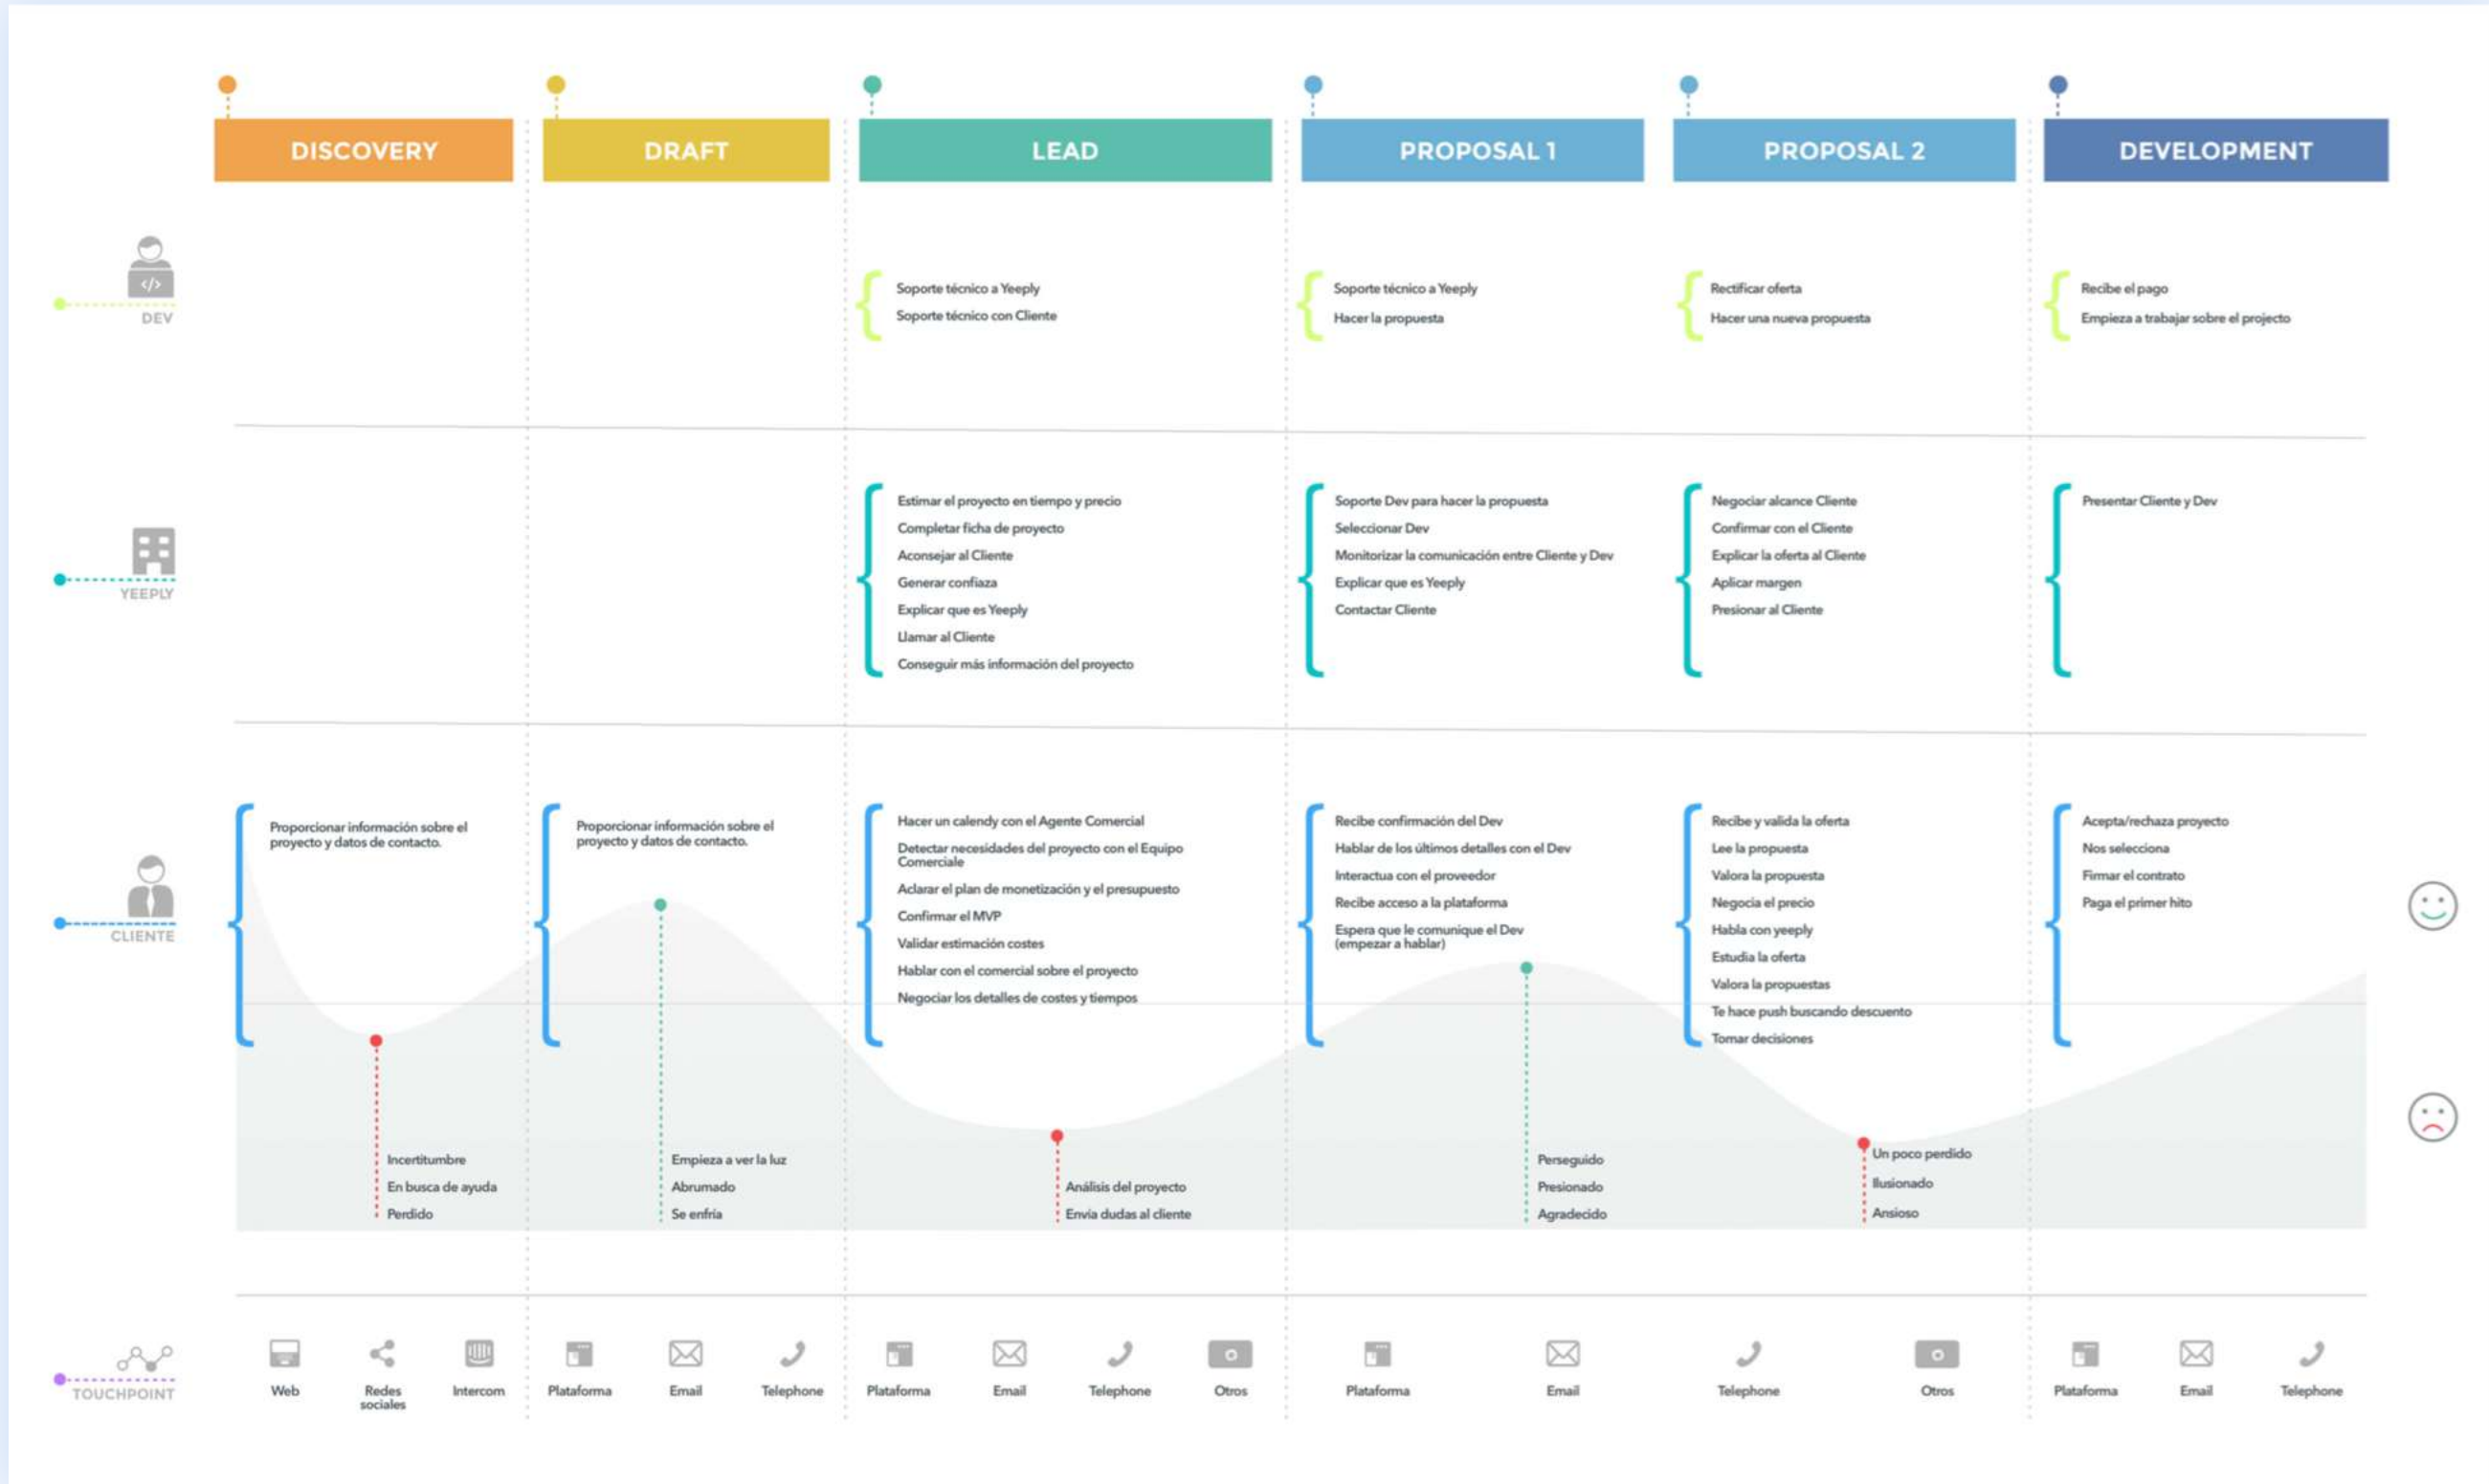 DISCOVERY
DRAFT
LEAD
PROPOSAL 1
PROPOSAL 2
DEVELOPMENT
</>
DEV
Soporte técnico a Yeeply
Soporte técnico con Cliente
Soporte técnico a Yeeply
Hacer la propuesta
Rectificar oferta
Hacer una nueva propuesta
Recibe el pago
Empieza a trabajar sobre el projecto
YEEPLY
Estimar el proyecto en tiempo y precio
Completar ficha de proyecto
Aconsejar al Cliente
Generar confiaza
Explicar que es Yeeply
Llamar al Cliente
Conseguir más información del proyecto
Soporte Dev para hacer la propuesta
Seleccionar Dev
Monitorizar la comunicación entre Cliente y Dev
Explicar que es Yeeply
Contactar Cliente
Negociar alcance Cliente
Confirmar con el Cliente
Explicar la oferta al Cliente
Aplicar margen
Presionar al Cliente
Presentar Cliente y Dev
CLIENTE
Proporcionar información sobre el
proyecto y datos de contacto.
Proporcionar información sobre el
proyecto y datos de contacto.
Hacer un calendy con el Agente Comercial
Detectar necesidades del proyecto con el Equipo
Comerciale
Aclarar el plan de monetización y el presupuesto
Confirmar el MVP
Validar estimación costes
Hablar con el comercial sobre el proyecto
Negociar los detalles de costes y tiempos
Recibe confirmación del Dev
Hablar de los últimos detalles con el Dev
Interactua con el proveedor
Recibe acceso a la plataforma
Espera que le comunique el Dev
(empezar a hablar)
Recibe y valida la oferta
Lee la propuesta
Valora la propuesta
Negocia el precio
Habla con yeeply
Estudia la oferta
Valora la propuestas
Te hace push buscando descuento
Tomar decisiones
Acepta/rechaza proyecto
Nos selecciona
Firmar el contrato
Paga el primer hito
Incertitumbre
En busca de ayuda
Perdido
Empieza a ver la luz
Abrumado
Se enfría
Análisis del proyecto
Envia dudas al cliente
Perseguido
Presionado
Agradecido
Un poco perdido
Ilusionado
Ansioso
TOUCHPOINT
Web
Redes
sociales
Intercom
Plataforma
Email
Telephone
Plataforma
Email
Telephone
Otros
Plataforma
Email
Telephone
Otros
Plataforma
Email
Telephone